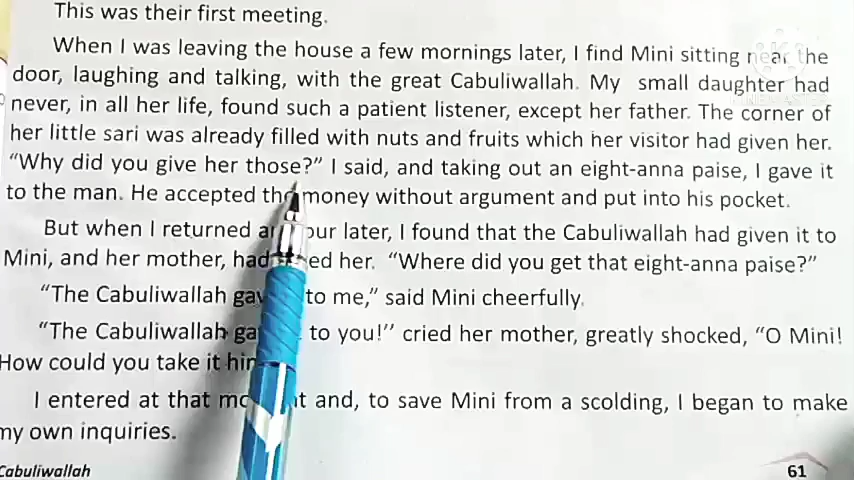 This was their first meeting.
When I was leaving the house a few mornings later, I find Mini sitting near the
door, laughing and talking, with the great Cabuliwallah. My small daughter had
never, in all her life, found such a patient listener, except her father. The corner of
her little sari was already filled with nuts and fruits which her visitor had given her.
“Why did you give her those?” I said, and taking out an eight-anna paise, I gave it
to the man. He accepted the money without argument and put into his pocket.
But when I returned later, I found that the Cabuliwallah had given it to
Mini, and her mother, her. “Where did you get that eight-anna paise?”
“The Cabuliwallah to me,” said Mini cheerfully.
“The Cabuliwallah to you!” cried her mother, greatly shocked, “O Mini!
How could you take it
I entered at that and, to save Mini from a scolding, I began to make
my own inquiries.
Cabuliwallah 61